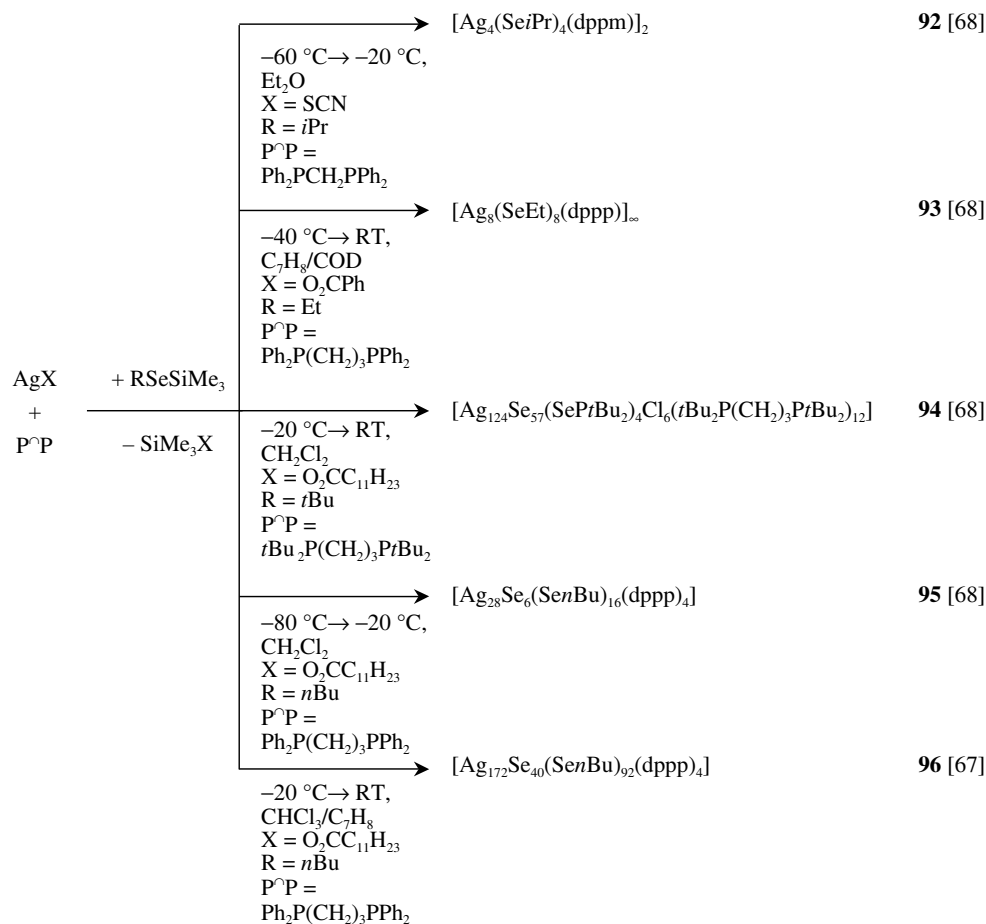 [Ag₄(SeiPr)₄(dppm)]₂ 92 [68]
–60 °C→ –20 °C,
Et₂O
X = SCN
R = iPr
P⌒P =
Ph₂PCH₂PPh₂
[Ag₈(SeEt)₈(dppp)]∞ 93 [68]
–40 °C→ RT,
C₇H₈/COD
X = O₂CPh
R = Et
P⌒P =
Ph₂P(CH₂)₃PPh₂
AgX
+
P⌒P
+ RSeSiMe₃
– SiMe₃X
[Ag₁₂₄Se₅₇(SePtBu₂)₄Cl₆(tBu₂P(CH₂)₃PtBu₂)₁₂] 94 [68]
–20 °C→ RT,
CH₂Cl₂
X = O₂CC₁₁H₂₃
R = tBu
P⌒P =
tBu₂P(CH₂)₃PtBu₂
[Ag₂₈Se₆(SenBu)₁₆(dppp)₄] 95 [68]
–80 °C→ –20 °C,
CH₂Cl₂
X = O₂CC₁₁H₂₃
R = nBu
P⌒P =
Ph₂P(CH₂)₃PPh₂
[Ag₁₇₂Se₄₀(SenBu)₉₂(dppp)₄] 96 [67]
–20 °C→ RT,
CHCl₃/C₇H₈
X = O₂CC₁₁H₂₃
R = nBu
P⌒P =
Ph₂P(CH₂)₃PPh₂